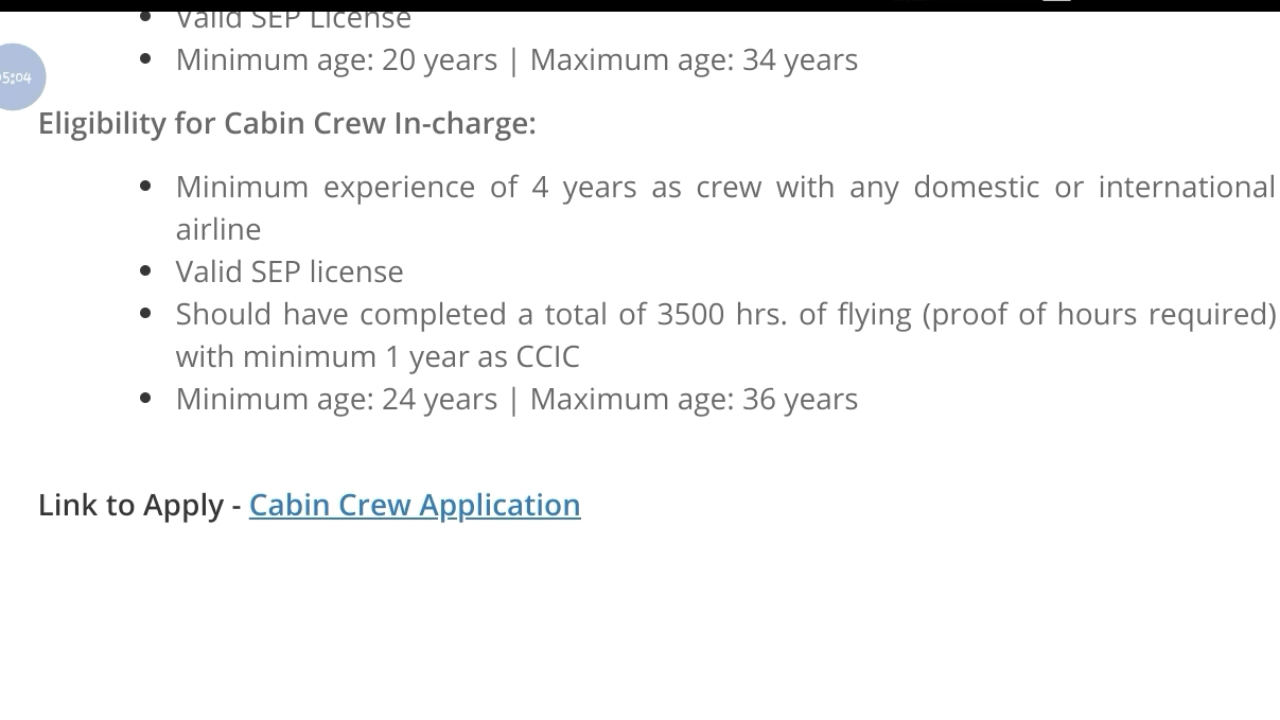 Valid SEP License
Minimum age: 20 years | Maximum age: 34 years
5:04
Eligibility for Cabin Crew In-charge:
Minimum experience of 4 years as crew with any domestic or international
airline
Valid SEP license
Should have completed a total of 3500 hrs. of flying (proof of hours required)
with minimum 1 year as CCIC
Minimum age: 24 years | Maximum age: 36 years
Link to Apply - Cabin Crew Application